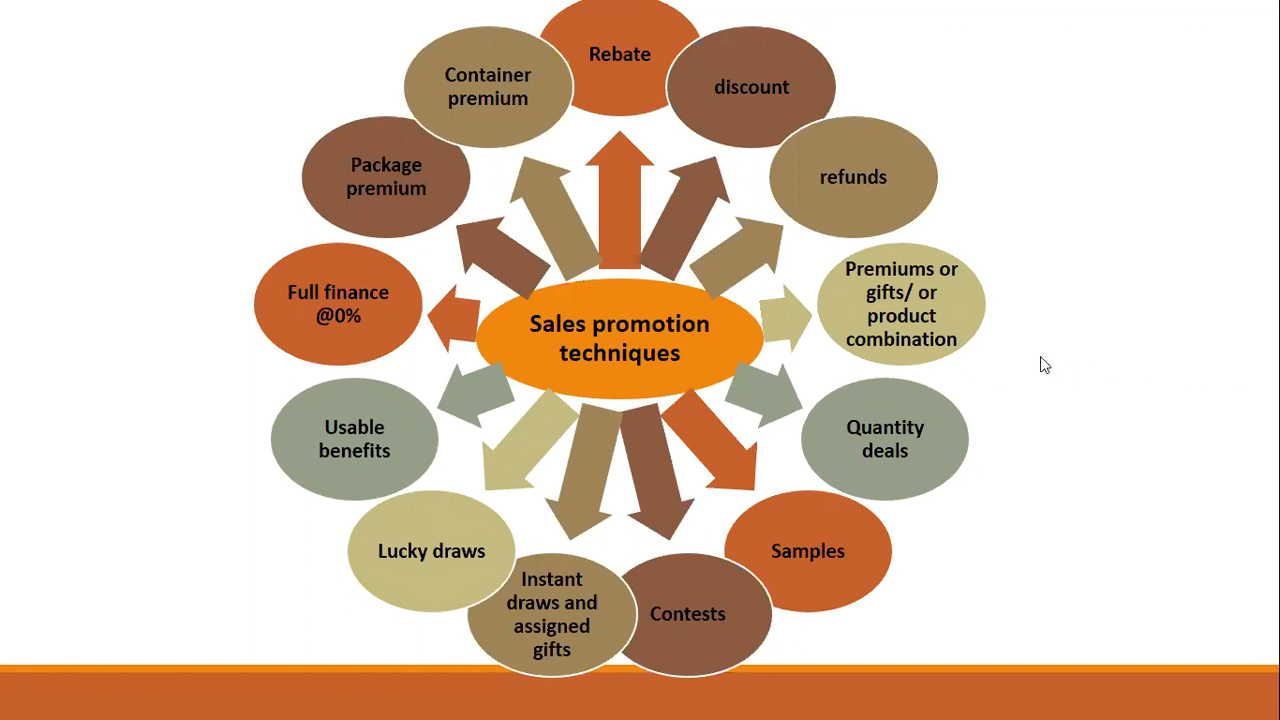 Rebate
discount
refunds
Premiums or
gifts/ or
product
combination
Quantity
deals
Samples
Contests
Instant
draws and
assigned
gifts
Lucky draws
Usable
benefits
Full finance
@0%
Package
premium
Container
premium
Sales promotion
techniques